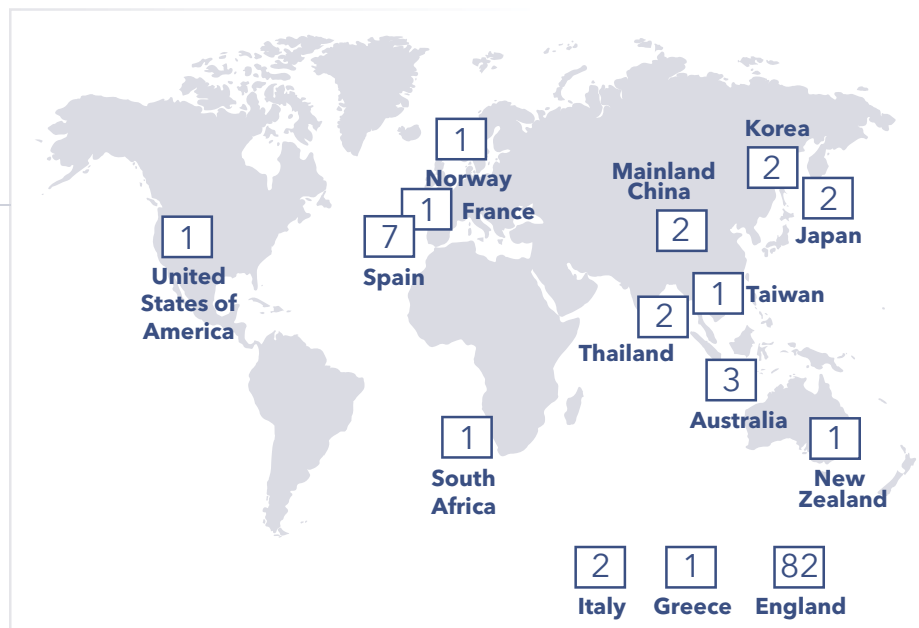 Korea
2
1
Norway
Mainland
China
2
2
Japan
1
France
7
Spain
1
United
States of
America
2
Thailand
1
Taiwan
3
Australia
1
South
Africa
1
New
Zealand
2
Italy
1
Greece
82
England